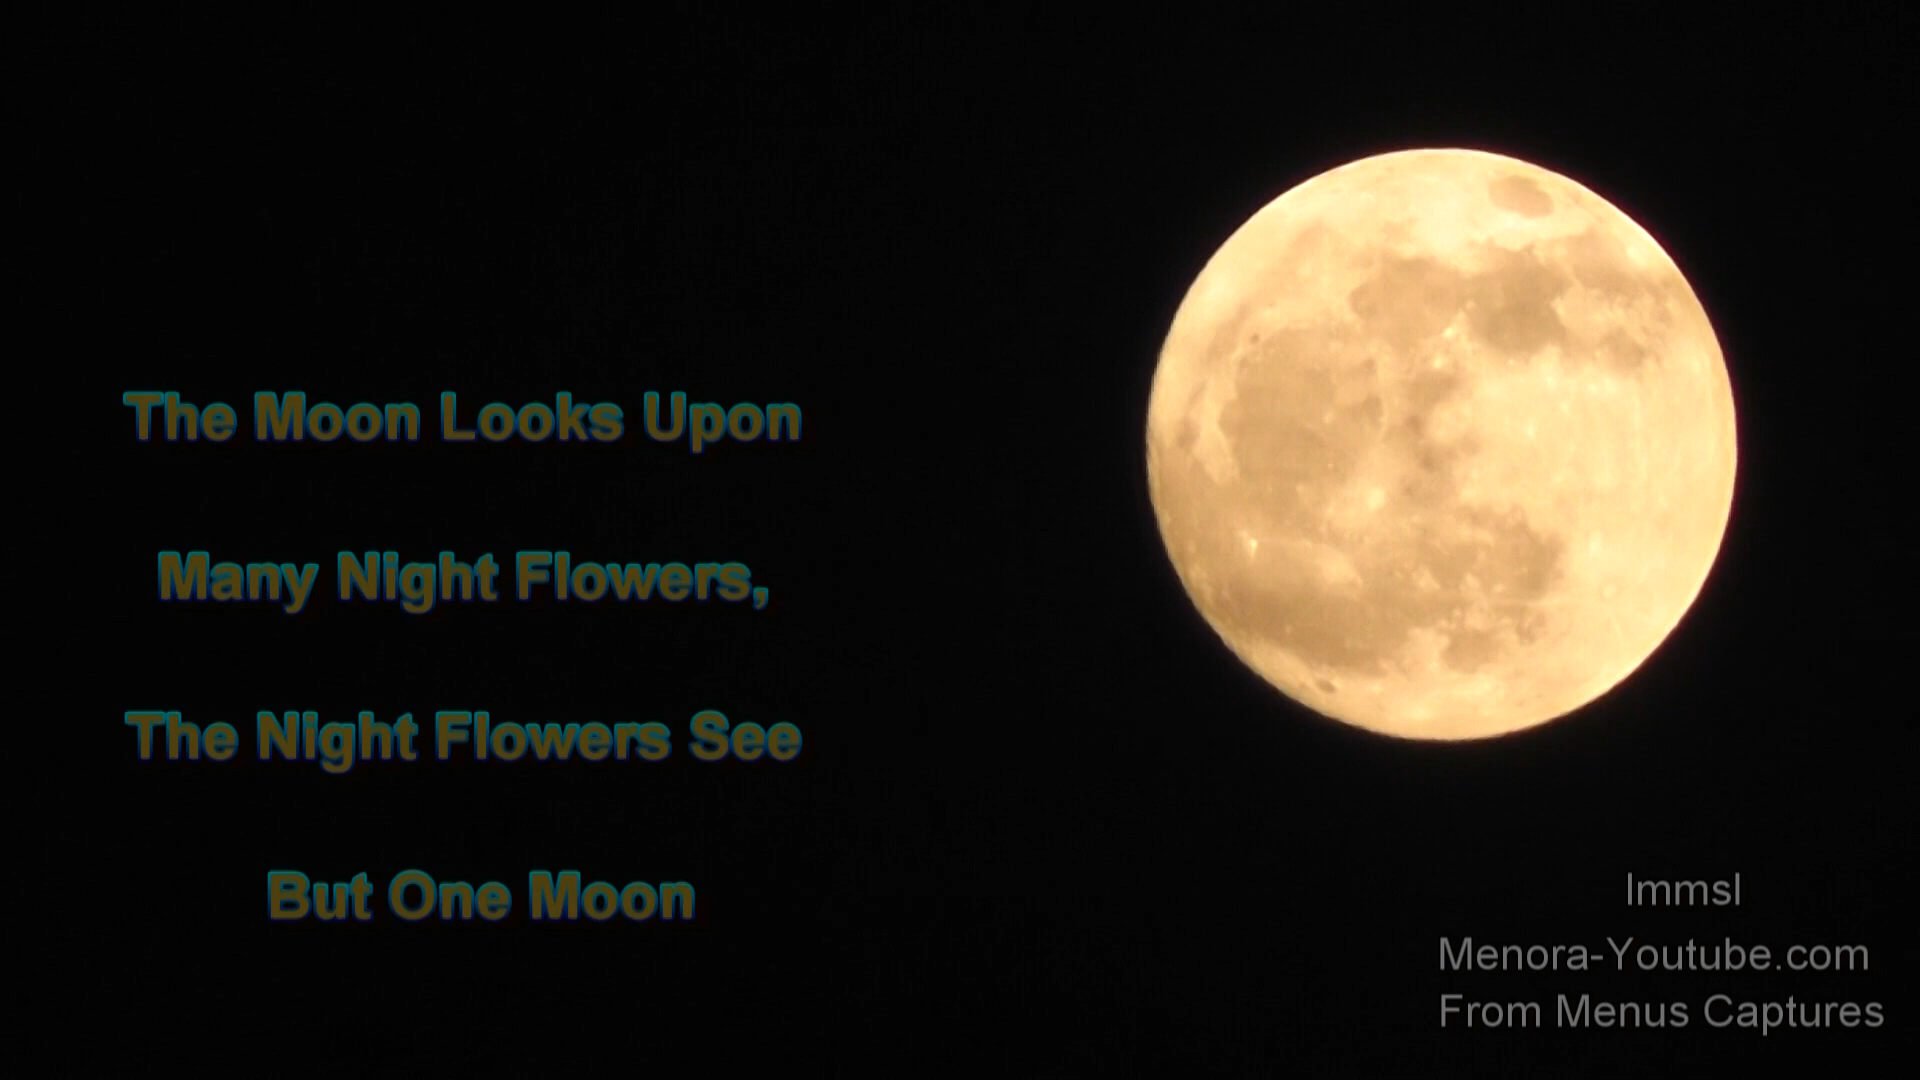 The Moon Looks Upon
Many Night Flowers,
The Night Flowers See
But One Moon
lmmsl
Menora-Youtube.com
From Menus Captures